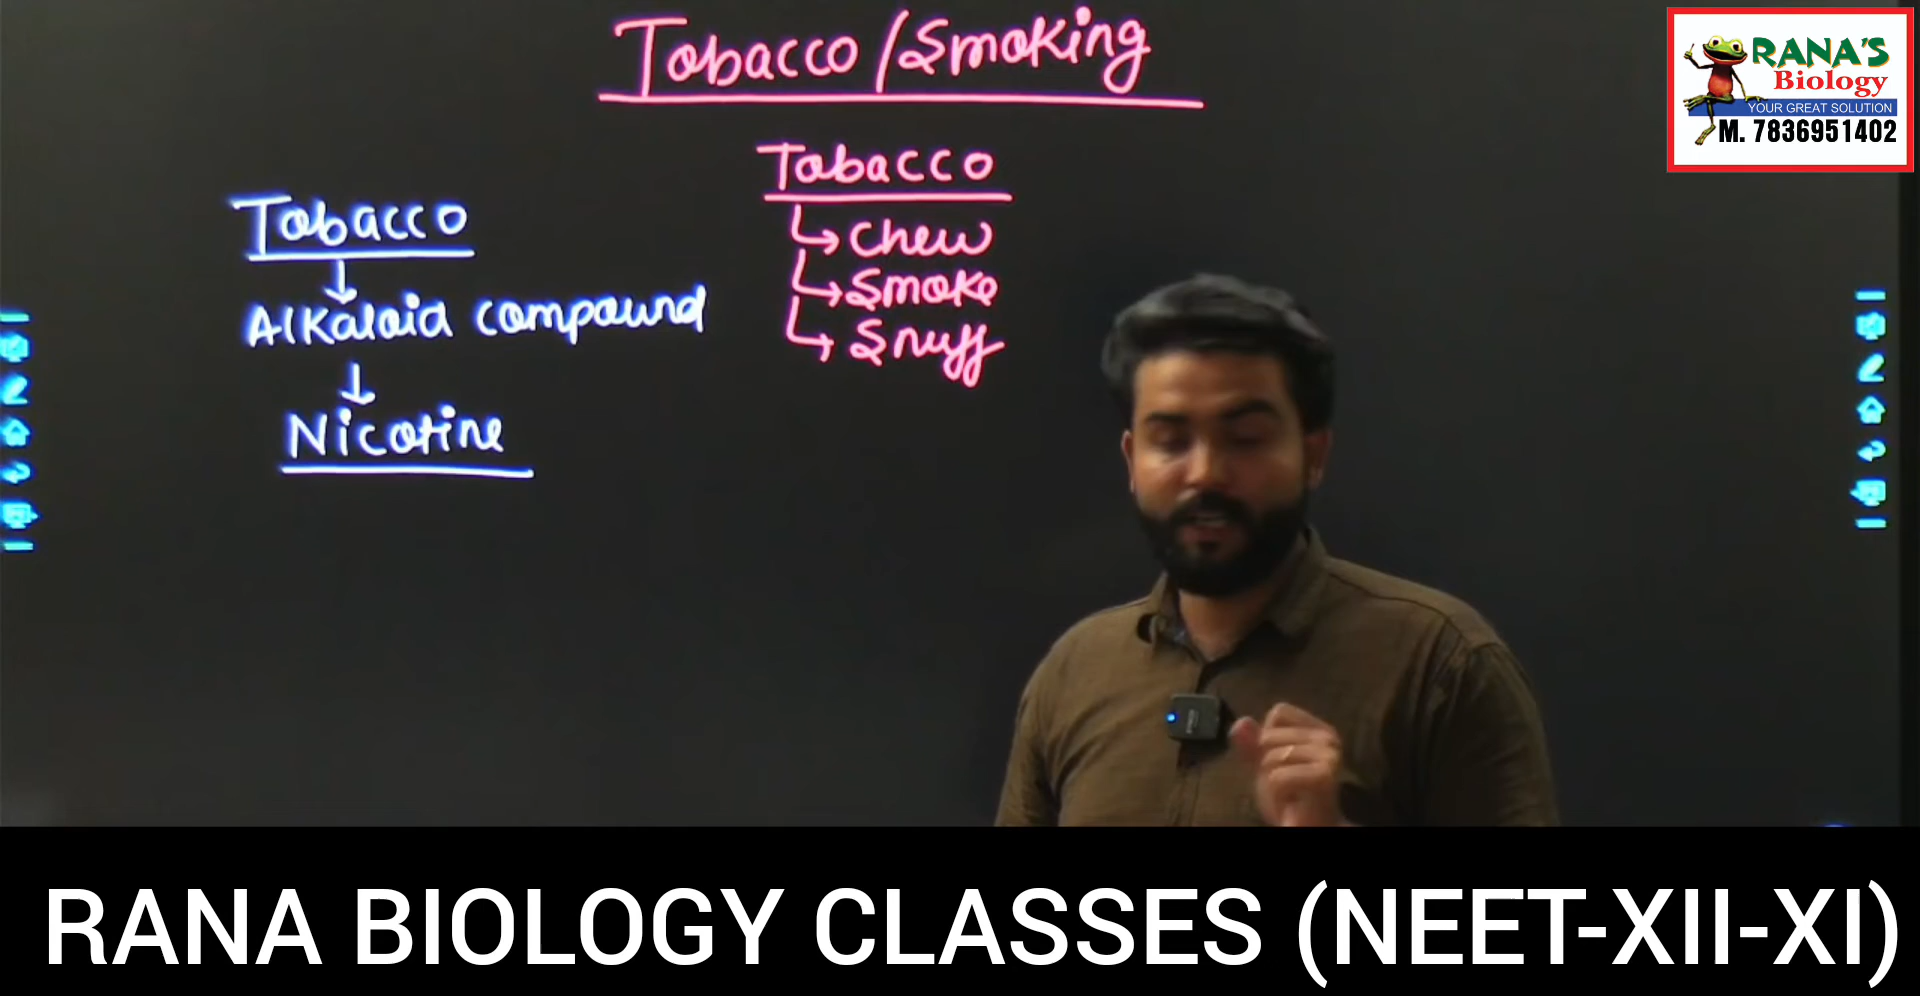 Tobacco/Smoking
RANA'S
Biology
YOUR GREAT SOLUTION
M. 7836951402
Tobacco
Alkaloid compound
Nicotine
Tobacco
Chew
Smoke
Snuff
RANA BIOLOGY CLASSES (NEET-XII-XI)